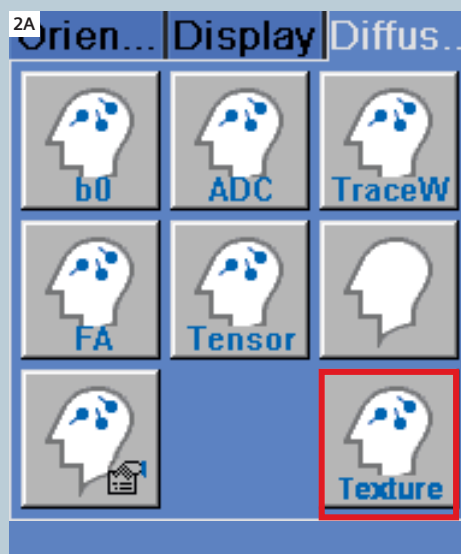 2A
Orien... Display Diffus..
b0 ADC TraceW
FA Tensor
Texture